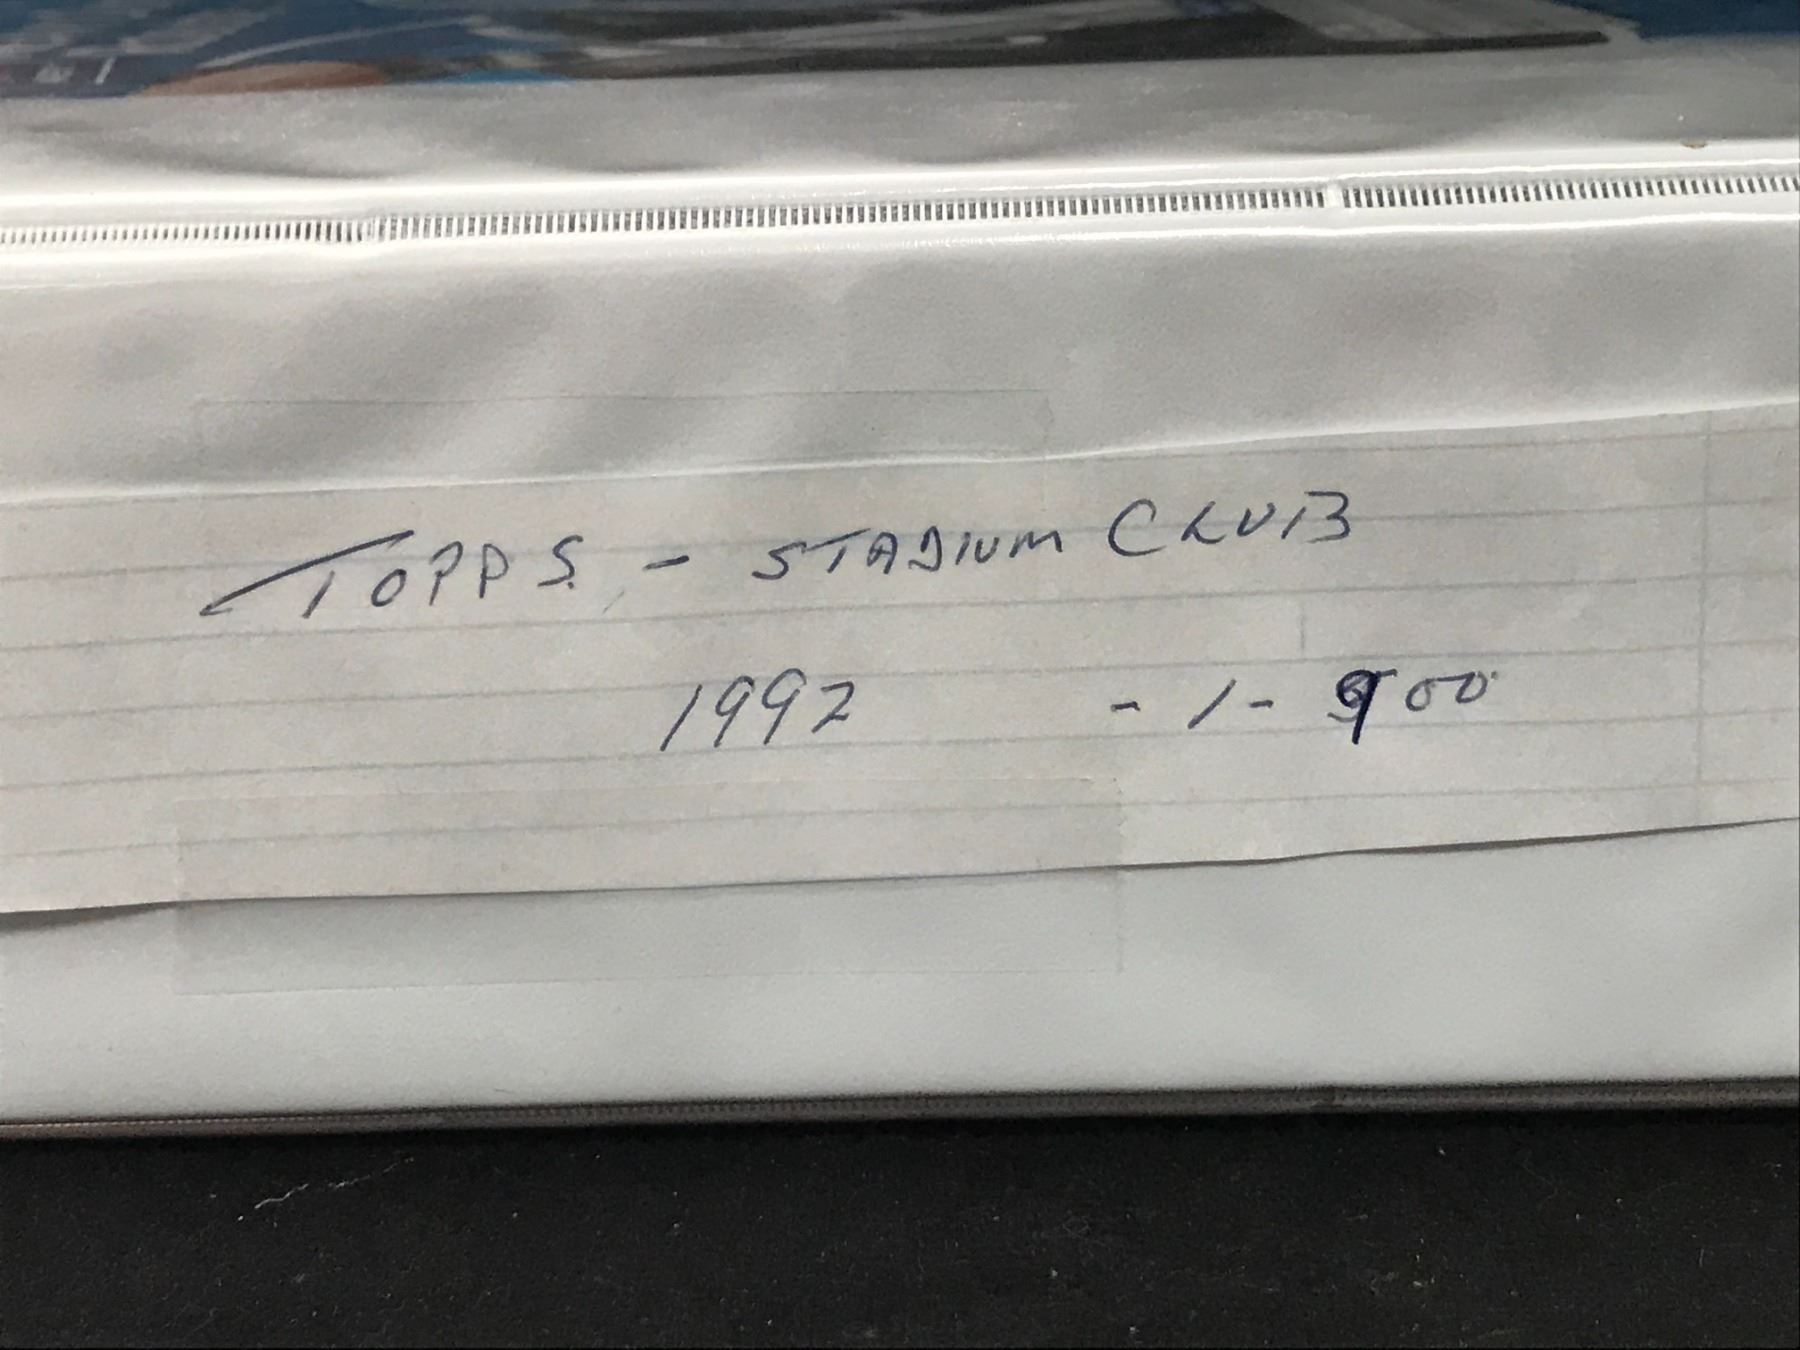 TOPPS. - STADIUM CLUB
1992 - 1 - 900